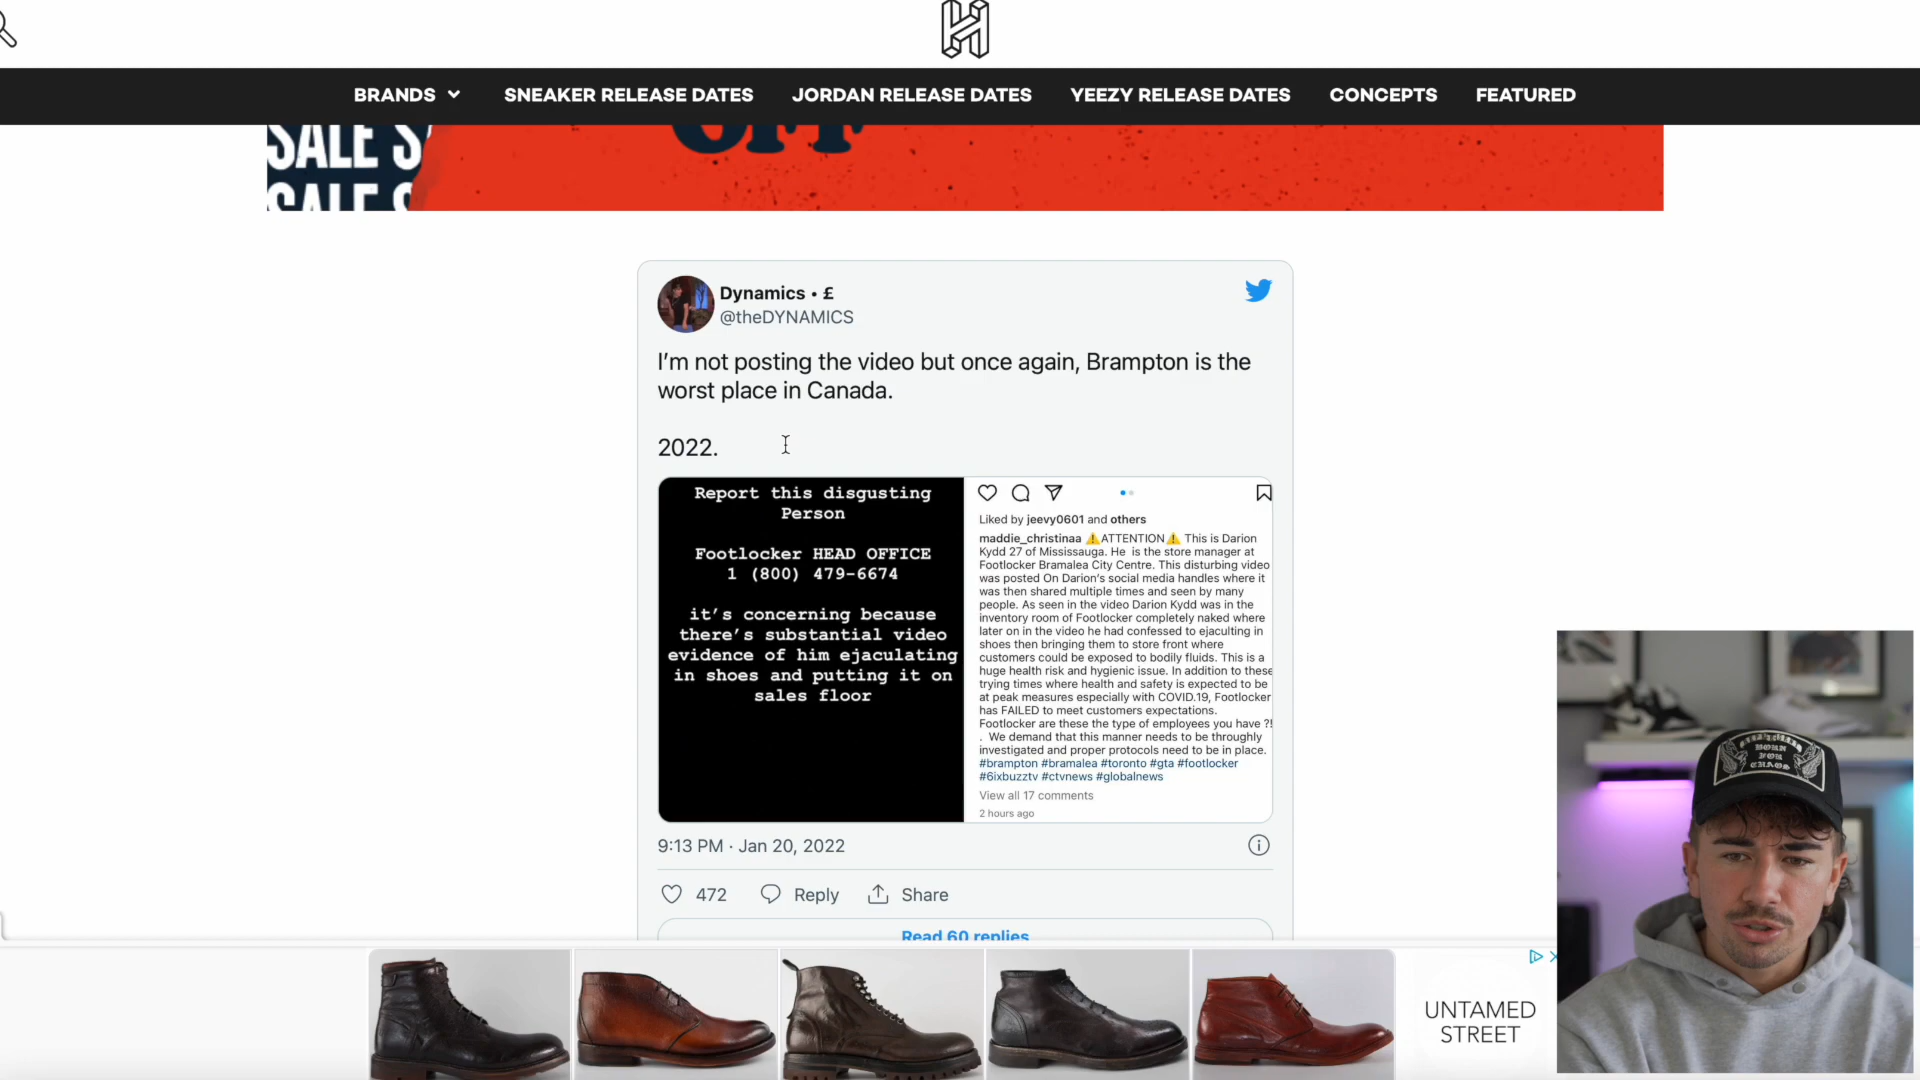 BRANDS SNEAKER RELEASE DATES JORDAN RELEASE DATES YEEZY RELEASE DATES CONCEPTS FEATURED
SALE S
OFF
SALE S
Dynamics • £
@theDYNAMICS
I'm not posting the video but once again, Brampton is the
worst place in Canada.
2022.
Report this disgusting
Person
Footlocker HEAD OFFICE
1 (800) 479-6674
it's concerning because
there's substantial video
evidence of him ejaculating
in shoes and putting it on
sales floor
Liked by jeevy0601 and others
maddie_christinaa ⚠️ATTENTION⚠️ This is Darion
Kydd 27 of Mississauga. He is the store manager at
Footlocker Bramalea City Centre. This disturbing video
was posted On Darion's social media handles where it
was then shared multiple times and seen by many
people. As seen in the video Darion Kydd was in the
inventory room of Footlocker completely naked where
later on in the video he had confessed to ejaculting in
shoes then bringing them to store front where
customers could be exposed to bodily fluids. This is a
huge health risk and hygienic issue. In addition to these
trying times where health and safety is expected to be
at peak measures especially with COVID.19, Footlocker
has FAILED to meet customers expectations.
Footlocker are these the type of employees you have ?!
. We demand that this manner needs to be throughly
investigated and proper protocols need to be in place.
#brampton #bramalea #toronto #gta #footlocker
#6ixbuzztv #ctvnews #globalnews
View all 17 comments
2 hours ago
9:13 PM · Jan 20, 2022
472 Reply Share
Read 60 replies
UNTAMED
STREET
BORN
FOR
CHAOS